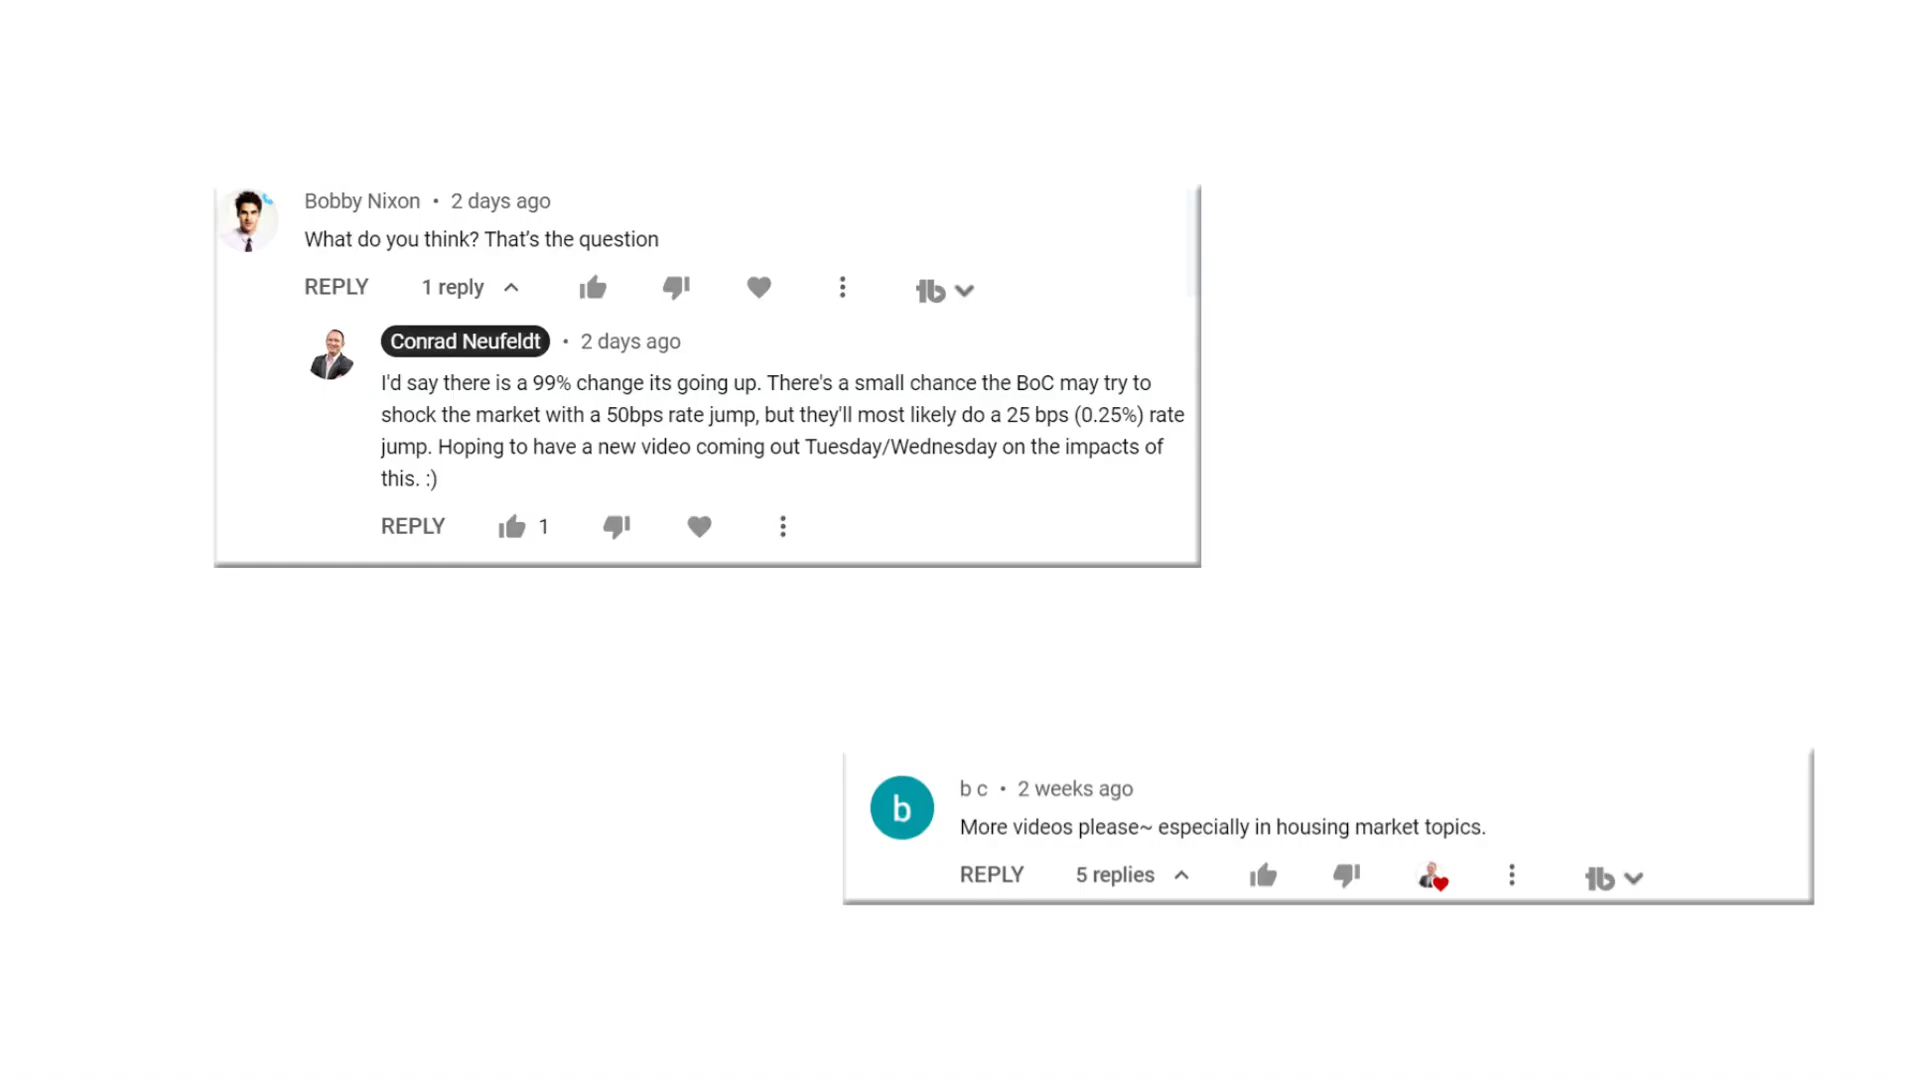 Bobby Nixon • 2 days ago
What do you think? That's the question
REPLY 1 reply
Conrad Neufeldt • 2 days ago
I'd say there is a 99% change its going up. There's a small chance the BoC may try to
shock the market with a 50bps rate jump, but they'll most likely do a 25 bps (0.25%) rate
jump. Hoping to have a new video coming out Tuesday/Wednesday on the impacts of
this. :)
REPLY 1
b
b c • 2 weeks ago
More videos please~ especially in housing market topics.
REPLY 5 replies